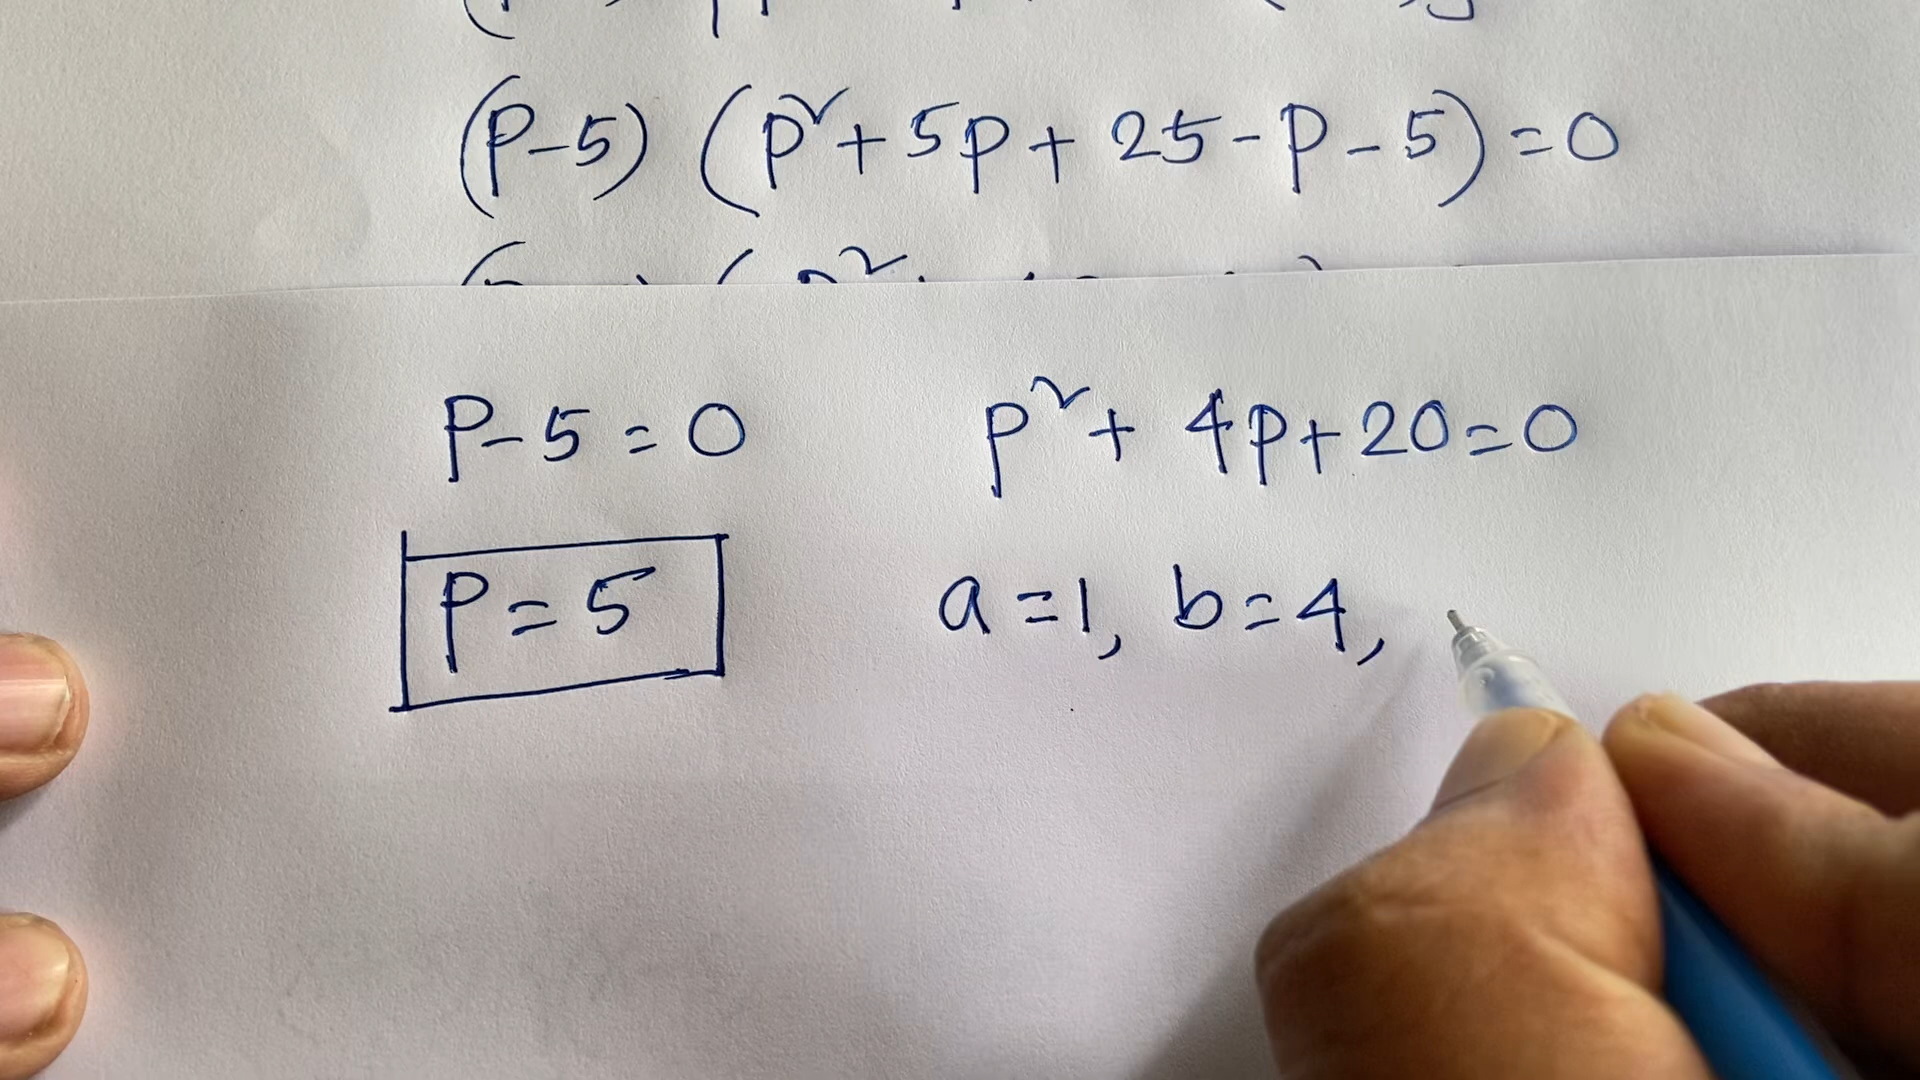 (P-5) (p²+5p+25-p-5)=0
P-5=0
p²+4p+20=0
P=5
a=1, b=4,